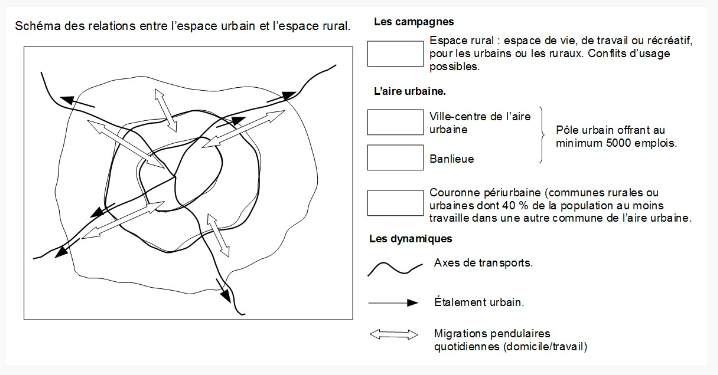 Schéma des relations entre l'espace urbain et l'espace rural.
Les campagnes
Espace rural : espace de vie, de travail ou récréatif,
pour les urbains ou les ruraux. Conflits d'usage
possibles.
L'aire urbaine.
Ville-centre de l'aire
urbaine
Banlieue
Pôle urbain offrant au
minimum 5000 emplois.
Couronne périurbaine (communes rurales ou
urbaines dont 40 % de la population au moins
travaille dans une autre commune de l'aire urbaine.
Les dynamiques
Axes de transports.
Étalement urbain.
Migrations pendulaires
quotidiennes (domicile/travail)